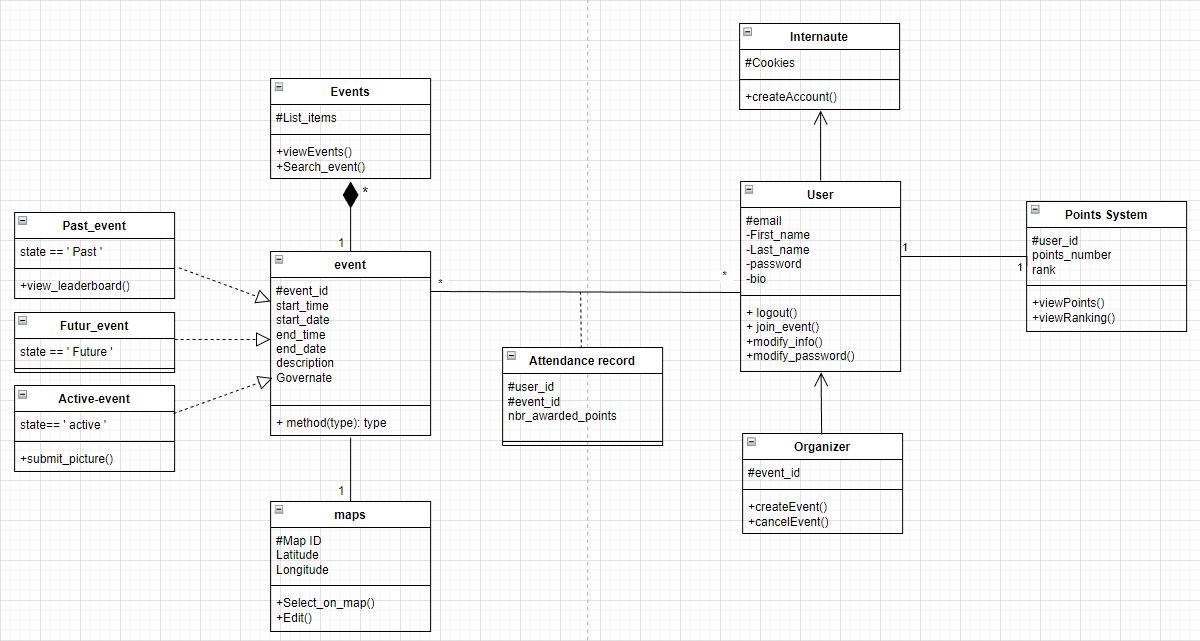 Internaute
#Cookies
+createAccount()
Events
#List_items
+viewEvents()
+Search_event()
*
1
Past_event
state == ' Past '
+view_leaderboard()
Futur_event
state == ' Future '
Active-event
state== ' active '
+submit_picture()
event
#event_id
start_time
start_date
end_time
end_date
description
Governate
+ method(type): type
*
*
1
maps
#Map ID
Latitude
Longitude
+Select_on_map()
+Edit()
Attendance record
#user_id
#event_id
nbr_awarded_points
User
#email
-First_name
-Last_name
-password
-bio
+ logout()
+ join_event()
+modify_info()
+modify_password()
1
1
Points System
#user_id
points_number
rank
+viewPoints()
+viewRanking()
Organizer
#event_id
+createEvent()
+cancelEvent()